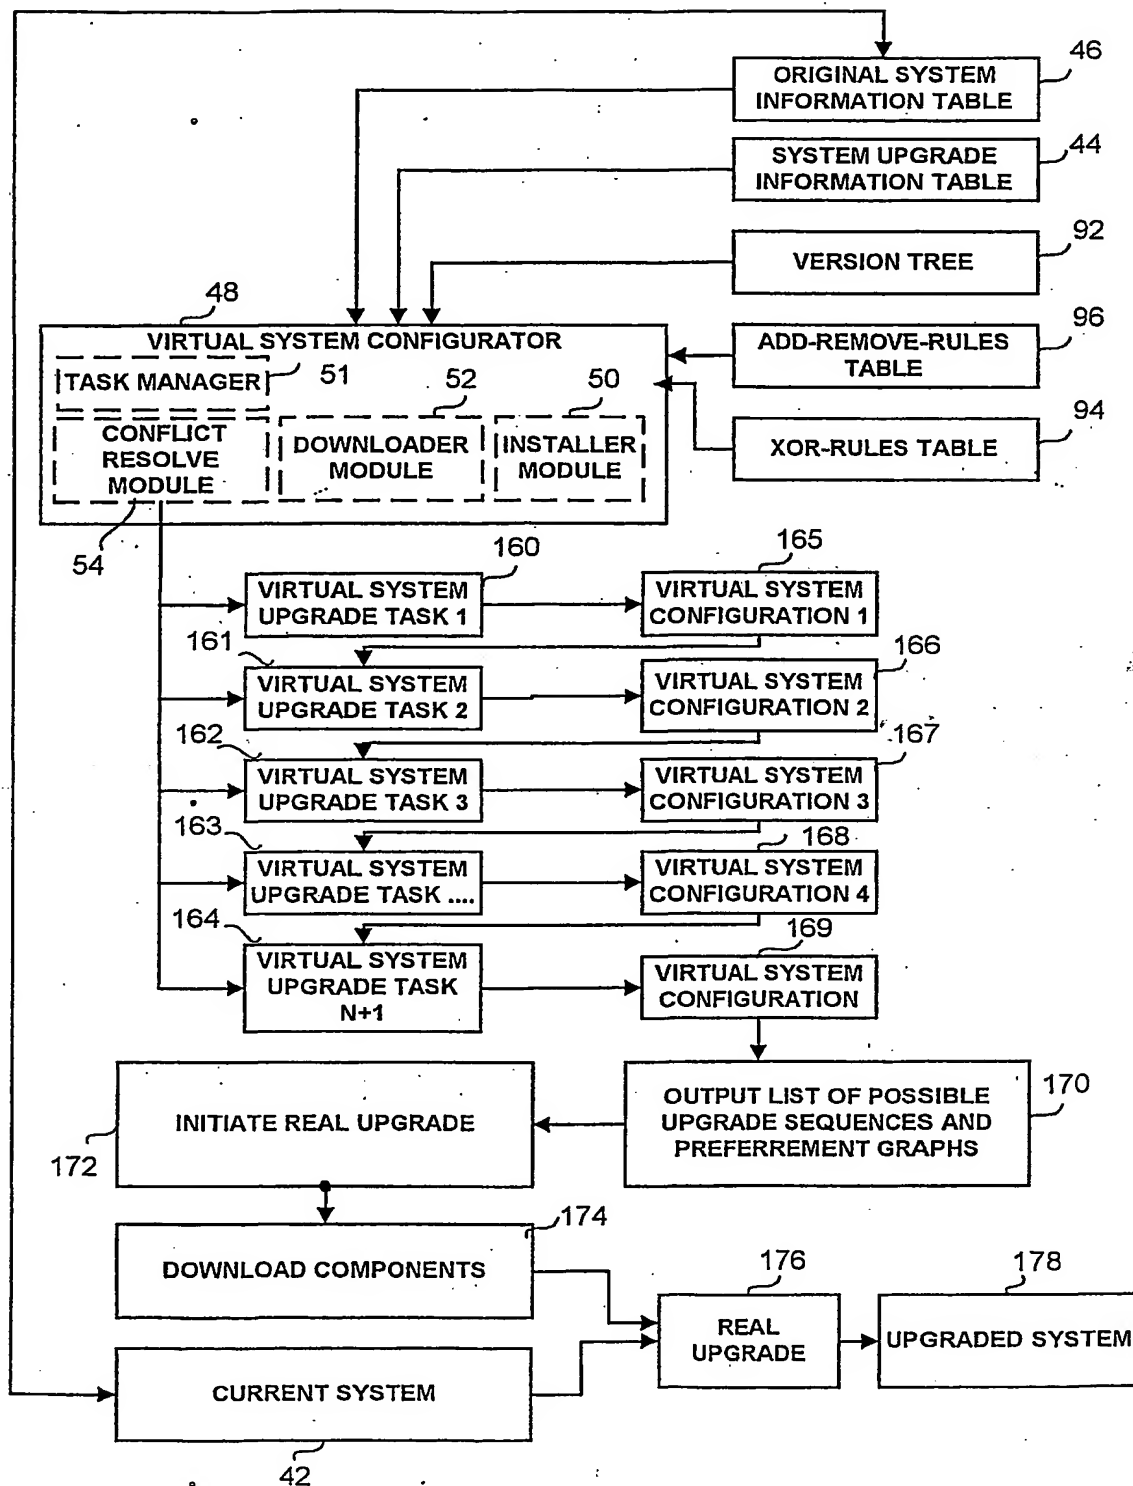 46
ORIGINAL SYSTEM
INFORMATION TABLE
44
SYSTEM UPGRADE
INFORMATION TABLE
92
VERSION TREE
48
96
VIRTUAL SYSTEM CONFIGURATOR
ADD-REMOVE-RULES
TABLE
TASK MANAGER
51
52
50
94
CONFLICT
RESOLVE
MODULE
DOWNLOADER
MODULE
INSTALLER
MODULE
XOR-RULES TABLE
54
160
165
VIRTUAL SYSTEM
UPGRADE TASK 1
VIRTUAL SYSTEM
CONFIGURATION 1
161
166
VIRTUAL SYSTEM
UPGRADE TASK 2
VIRTUAL SYSTEM
CONFIGURATION 2
162
167
VIRTUAL SYSTEM
UPGRADE TASK 3
VIRTUAL SYSTEM
CONFIGURATION 3
163
168
VIRTUAL SYSTEM
UPGRADE TASK ....
VIRTUAL SYSTEM
CONFIGURATION 4
164
169
VIRTUAL SYSTEM
UPGRADE TASK
N+1
VIRTUAL SYSTEM
CONFIGURATION
170
OUTPUT LIST OF POSSIBLE
UPGRADE SEQUENCES AND
PREFERREMENT GRAPHS
INITIATE REAL UPGRADE
172
174
DOWNLOAD COMPONENTS
176
178
REAL
UPGRADE
UPGRADED SYSTEM
CURRENT SYSTEM
42